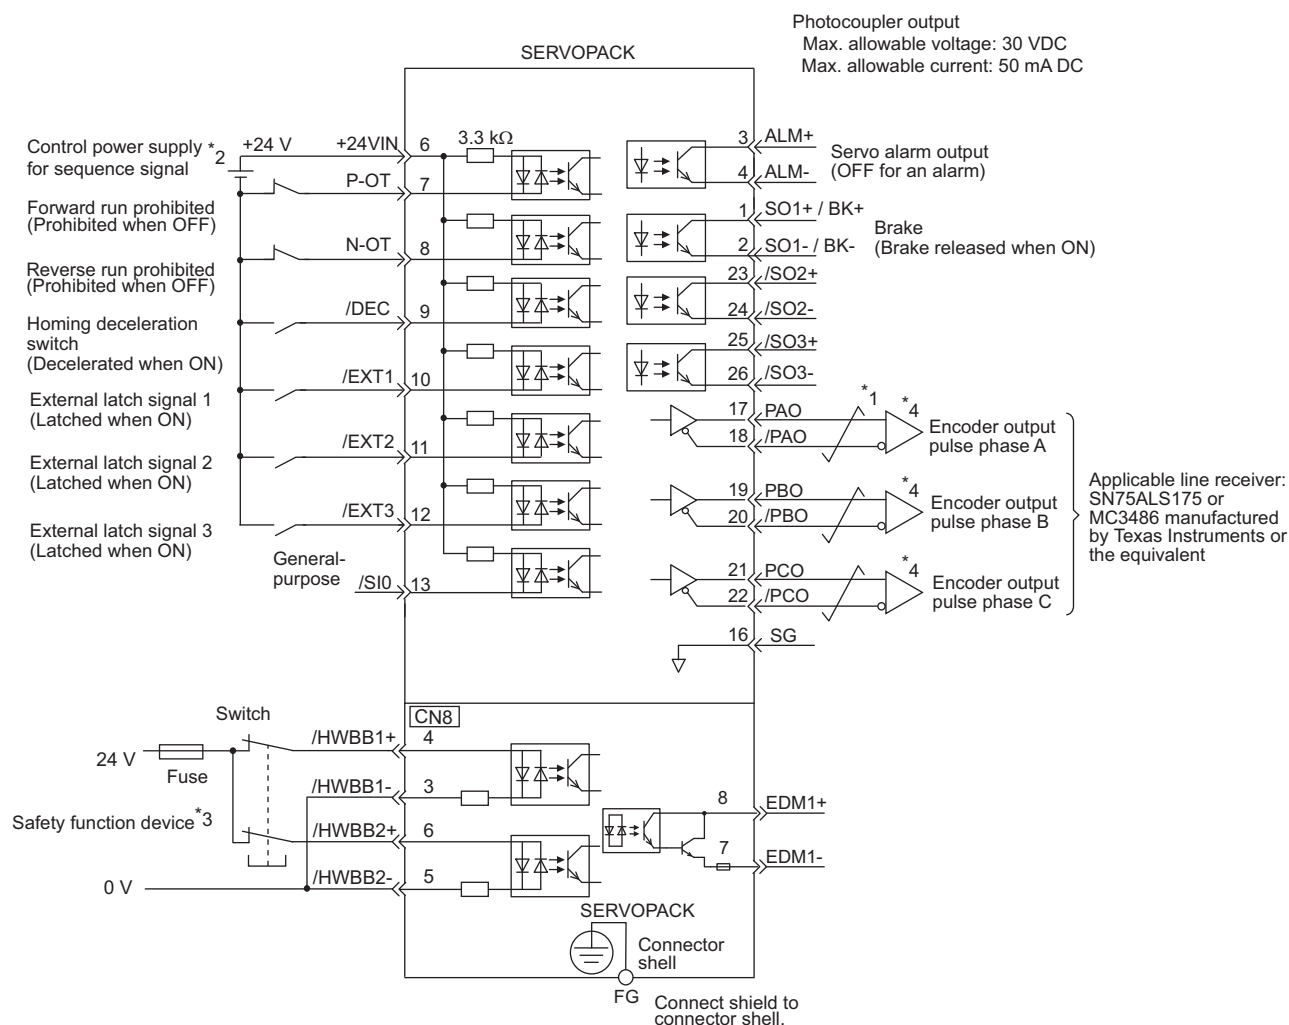 Photocoupler output
Max. allowable voltage: 30 VDC
Max. allowable current: 50 mA DC
SERVOPACK
Control power supply *2
for sequence signal
+24 V
+24VIN 6
3.3 kΩ
P-OT 7
Forward run prohibited
(Prohibited when OFF)
N-OT 8
Reverse run prohibited
(Prohibited when OFF)
/DEC 9
Homing deceleration
switch
(Decelerated when ON)
/EXT1 10
External latch signal 1
(Latched when ON)
/EXT2 11
External latch signal 2
(Latched when ON)
/EXT3 12
External latch signal 3
(Latched when ON)
General-
purpose
/SI0 13
3 ALM+
4 ALM-
Servo alarm output
(OFF for an alarm)
1 SO1+ / BK+
2 SO1- / BK-
Brake
(Brake released when ON)
23 /SO2+
24 /SO2-
25 /SO3+
26 /SO3-
*1
17 PAO
18 /PAO
*4
Encoder output
pulse phase A
19 PBO
20 /PBO
*4
Encoder output
pulse phase B
21 PCO
22 /PCO
*4
Encoder output
pulse phase C
Applicable line receiver:
SN75ALS175 or
MC3486 manufactured
by Texas Instruments or
the equivalent
16 SG
CN8
Switch
24 V
Fuse
/HWBB1+ 4
/HWBB1- 3
Safety function device*3
/HWBB2+ 6
/HWBB2- 5
0 V
8 EDM1+
7 EDM1-
SERVOPACK
Connector
shell
FG
Connect shield to
connector shell.